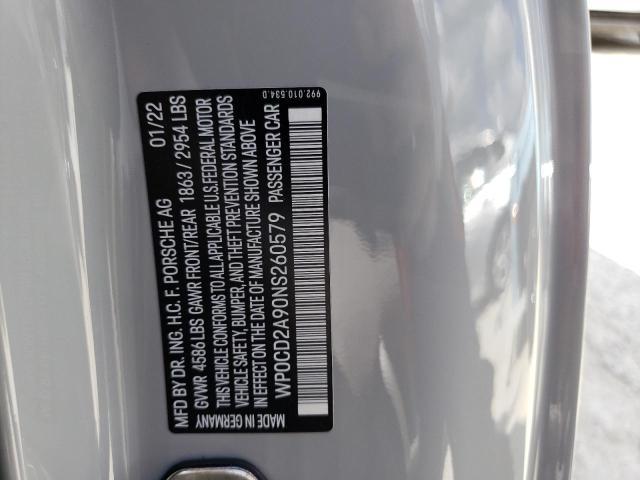 MFD BY DR. ING. H.C. F. PORSCHE AG 01/22
GVWR 4586 LBS GAWR FRONT/REAR 1863 / 2954 LBS
THIS VEHICLE CONFORMS TO ALL APPLICABLE U.S. FEDERAL MOTOR
VEHICLE SAFETY, BUMPER, AND THEFT PREVENTION STANDARDS
IN EFFECT ON THE DATE OF MANUFACTURE SHOWN ABOVE
WP0CD2A90NS260579 PASSENGER CAR
MADE IN GERMANY
992.010.534.D